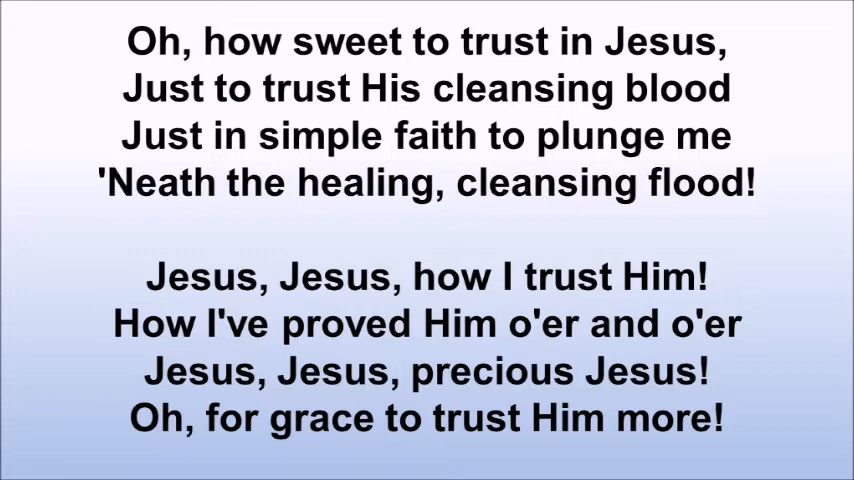 Oh, how sweet to trust in Jesus,
Just to trust His cleansing blood
Just in simple faith to plunge me
'Neath the healing, cleansing flood!
Jesus, Jesus, how I trust Him!
How I've proved Him o'er and o'er
Jesus, Jesus, precious Jesus!
Oh, for grace to trust Him more!